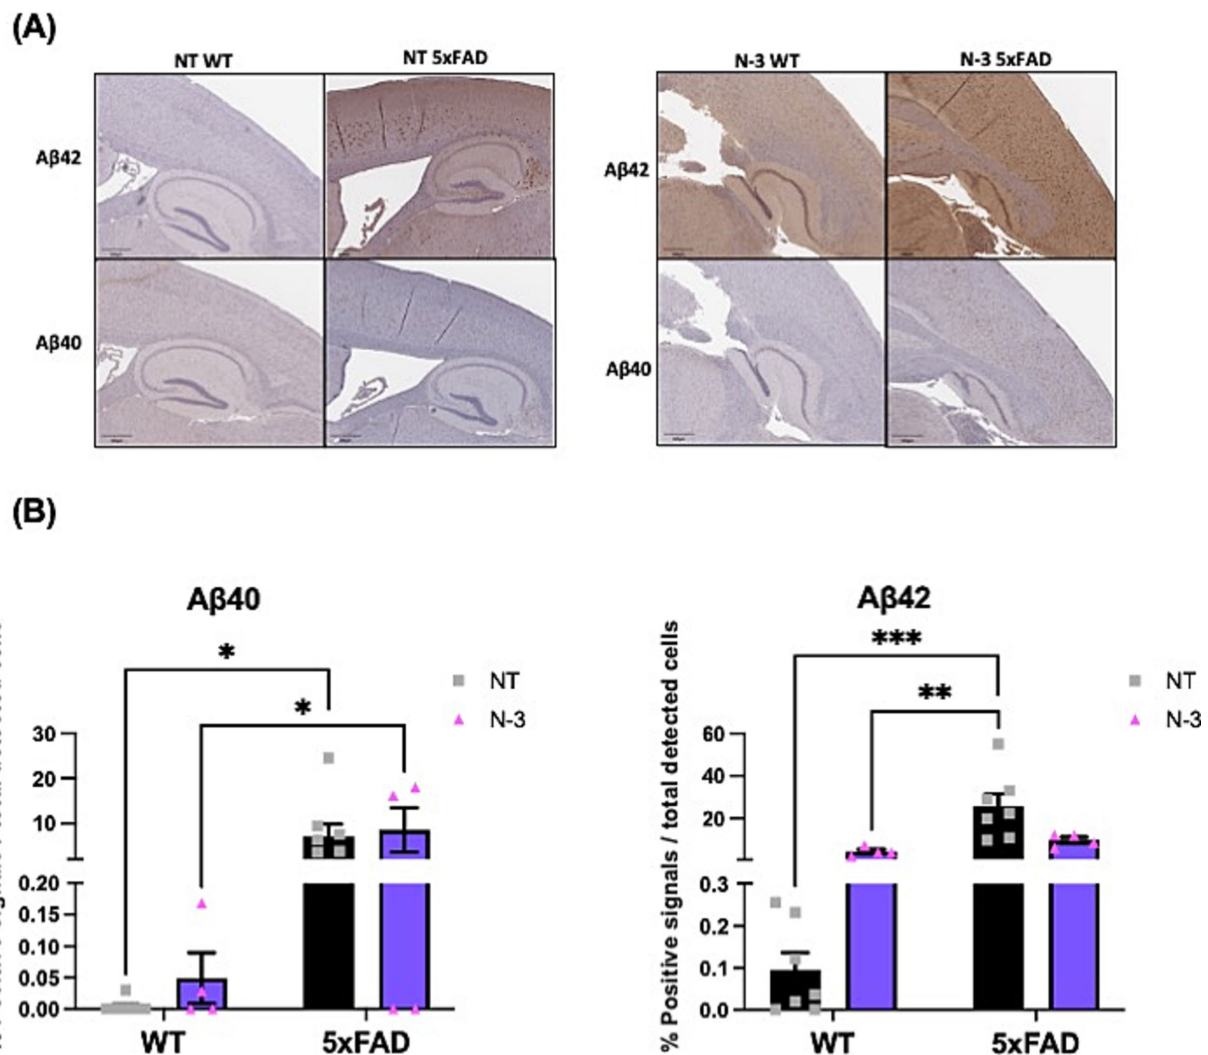 (A)
NT WT
NT 5xFAD
N-3 WT
N-3 5xFAD
Aβ42
Aβ42
Aβ40
Aβ40
(B)
Aβ40
*
*
NT
N-3
30
20
10
0.20
0.15
0.10
0.05
0.00
WT
5xFAD
Aβ42
% Positive signals / total detected cells
***
**
NT
N-3
60
40
20
0.3
0.2
0.1
0.0
WT
5xFAD